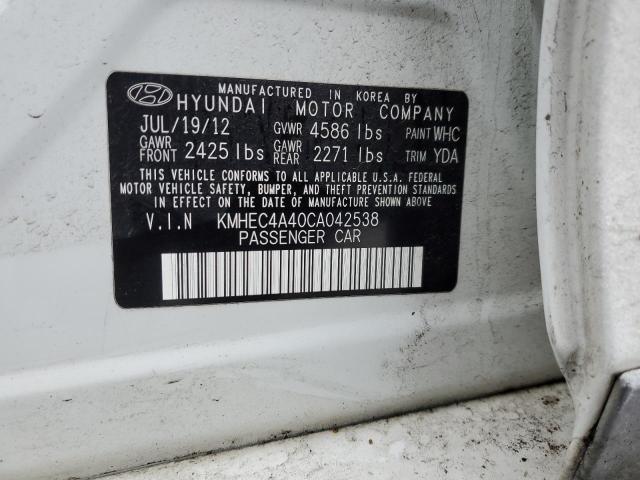 MANUFACTURED IN KOREA BY
HYUNDAI MOTOR COMPANY
JUL/19/12 GVWR 4586 lbs PAINT WHC
GAWR FRONT 2425 lbs GAWR REAR 2271 lbs TRIM YDA
THIS VEHICLE CONFORMS TO ALL APPLICABLE U.S.A. FEDERAL
MOTOR VEHICLE SAFETY, BUMPER, AND THEFT PREVENTION STANDARDS
IN EFFECT ON THE DATE OF MANUFACTURE SHOWN ABOVE.
V.I.N KMHEC4A40CA042538
PASSENGER CAR